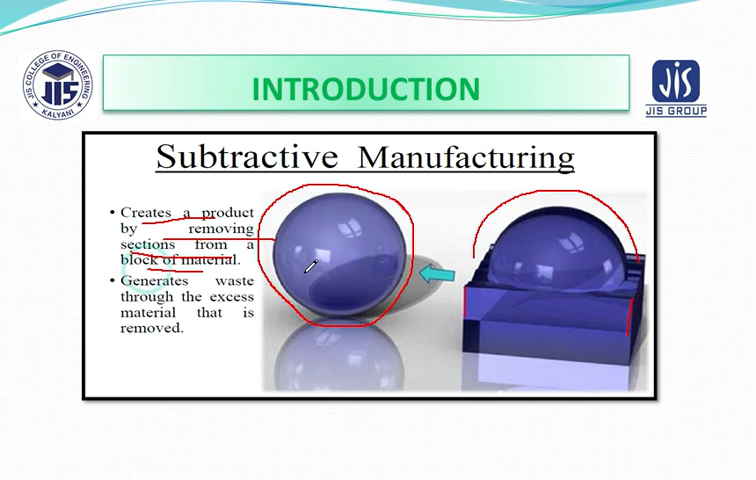 INTRODUCTION
JIS COLLEGE OF ENGINEERING
JIS
KALYANI
JIS
JIS GROUP
Subtractive Manufacturing
• Creates a product
by removing
sections from a
block of material.
• Generates waste
through the excess
material that is
removed.